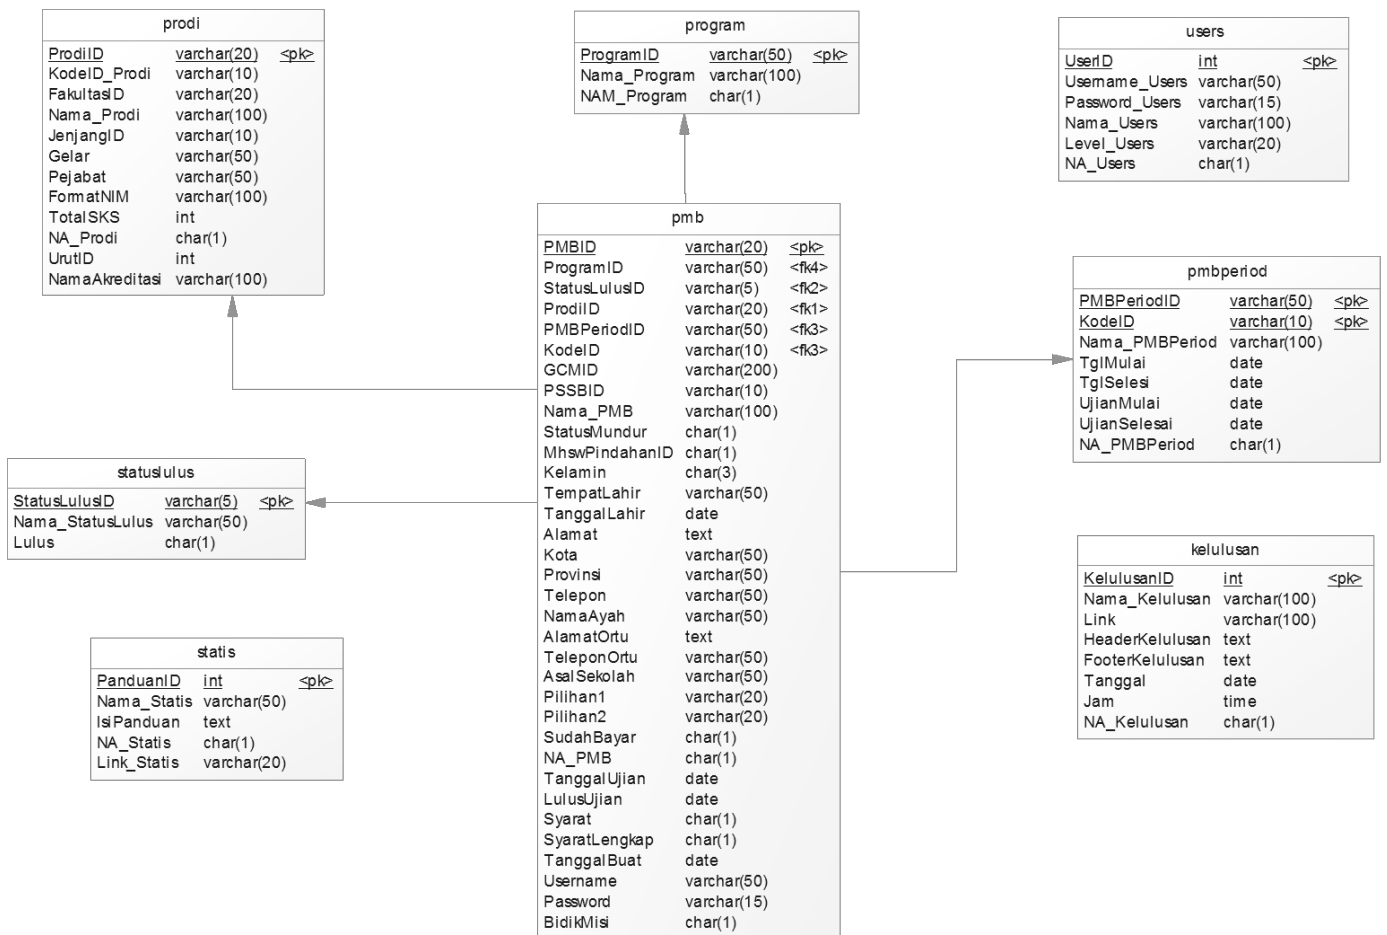 prodi
ProdiID varchar(20) <pk>
KodeID_Prodi varchar(10)
FakultasID varchar(20)
Nama_Prodi varchar(100)
JenjangID varchar(10)
Gelar varchar(50)
Pejabat varchar(50)
FormatNIM varchar(100)
TotalSKS int
NA_Prodi char(1)
UrutID int
NamaAkreditasi varchar(100)
program
ProgramID varchar(50) <pk>
Nama_Program varchar(100)
NAM_Program char(1)
users
UserID int <pk>
Username_Users varchar(50)
Password_Users varchar(15)
Nama_Users varchar(100)
Level_Users varchar(20)
NA_Users char(1)
pmb
PMBID varchar(20) <pk>
ProgramID varchar(50) <fk4>
StatusLulusID varchar(5) <fk2>
ProdiID varchar(20) <fk1>
PMBPeriodID varchar(50) <fk3>
KodeID varchar(10) <fk3>
GCMID varchar(200)
PSSBID varchar(10)
Nama_PMB varchar(100)
StatusMundur char(1)
MhswPindahanID char(1)
Kelamin char(3)
TempatLahir varchar(50)
TanggalLahir date
Alamat text
Kota varchar(50)
Provinsi varchar(50)
Telepon varchar(50)
NamaAyah varchar(50)
AlamatOrtu text
TeleponOrtu varchar(50)
AsalSekolah varchar(50)
Pilihan1 varchar(20)
Pilihan2 varchar(20)
SudahBayar char(1)
NA_PMB char(1)
TanggalUjian date
LulusUjian date
Syarat char(1)
SyaratLengkap char(1)
TanggalBuat date
Username varchar(50)
Password varchar(15)
BidikMisi char(1)
pmbperiod
PMBPeriodID varchar(50) <pk>
KodeID varchar(10) <pk>
Nama_PMBPeriod varchar(100)
TglMulai date
TglSelesi date
UjianMulai date
UjianSelesai date
NA_PMBPeriod char(1)
statuslulus
StatusLulusID varchar(5) <pk>
Nama_StatusLulus varchar(50)
Lulus char(1)
kelulusan
KelulusanID int <pk>
Nama_Kelulusan varchar(100)
Link varchar(100)
HeaderKelulusan text
FooterKelulusan text
Tanggal date
Jam time
NA_Kelulusan char(1)
statis
PanduanID int <pk>
Nama_Statis varchar(50)
IsiPanduan text
NA_Statis char(1)
Link_Statis varchar(20)